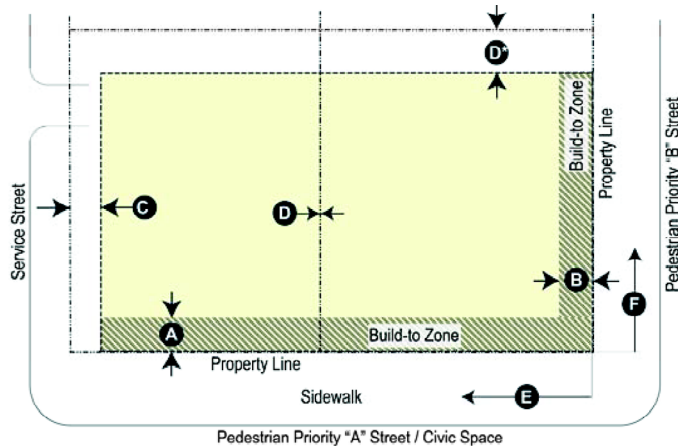 D*
Build-to Zone
Property Line
Pedestrian Priority "B" Street
Service Street
C
D
B
F
A
Build-to Zone
Property Line
Sidewalk
E
Pedestrian Priority "A" Street / Civic Space